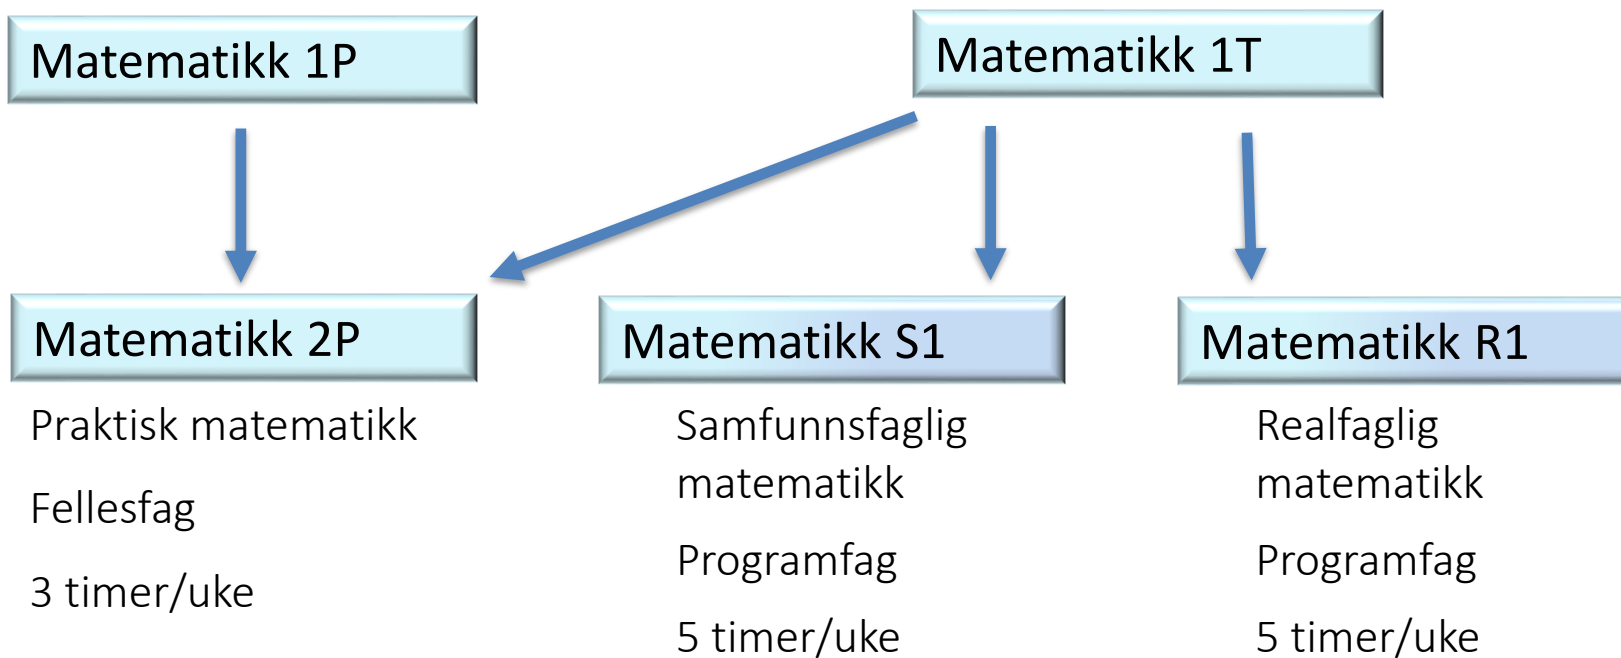 Matematikk 1P
Matematikk 1T
Matematikk 2P
Praktisk matematikk
Fellesfag
3 timer/uke
Matematikk S1
Samfunnsfaglig
matematikk
Programfag
5 timer/uke
Matematikk R1
Realfaglig
matematikk
Programfag
5 timer/uke